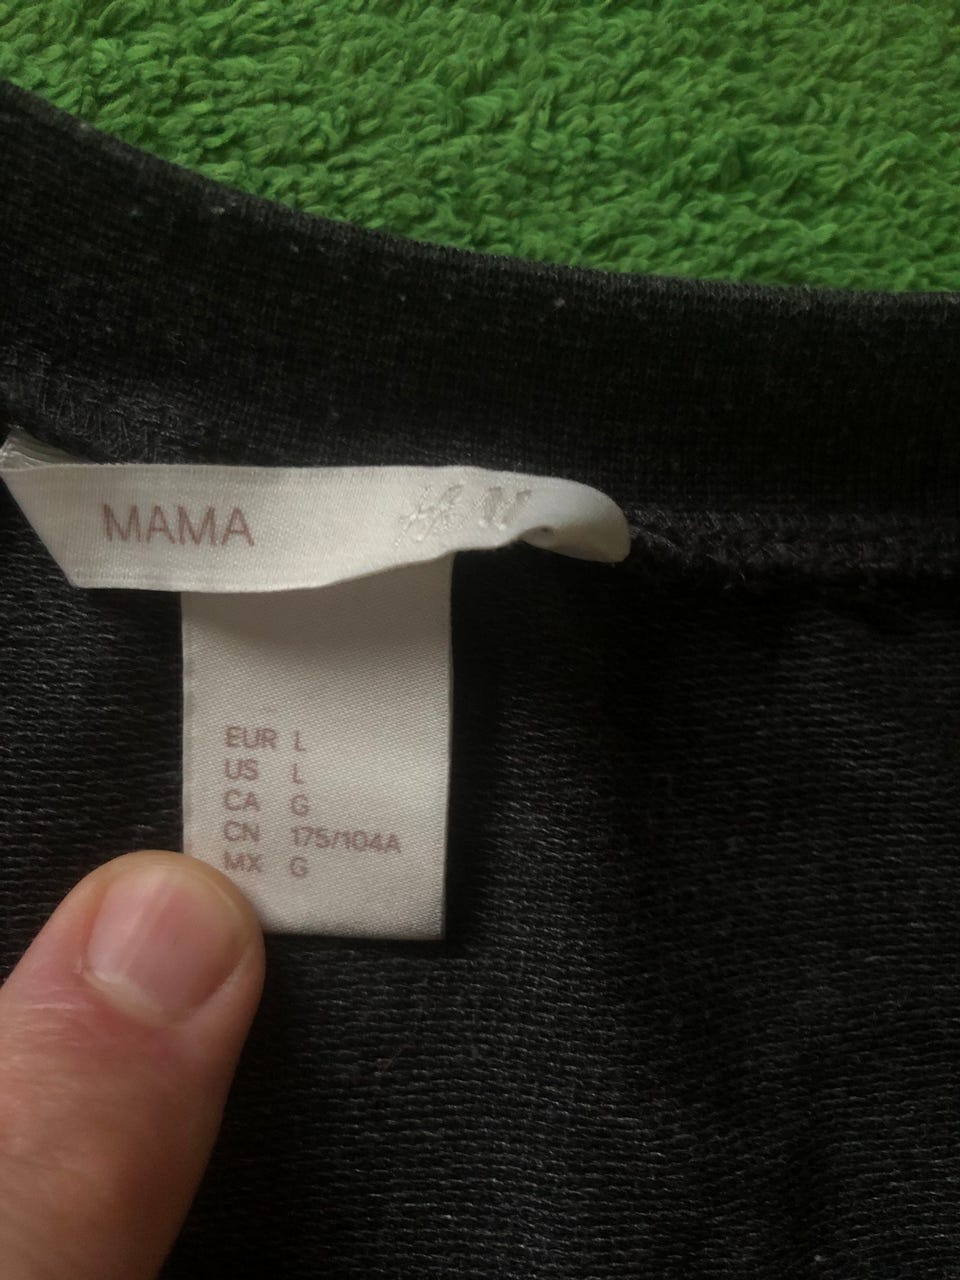 MAMA H&M
EUR L
US L
CA G
CN 175/104A
MX G